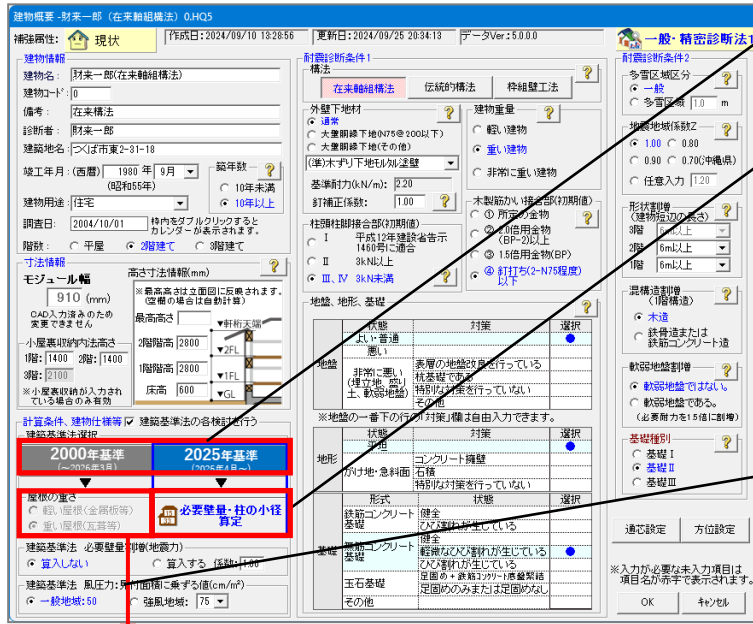 建物概要 -財来一郎（在来軸組構法）0.HQ5
補強属性: 現状
作成日:2024/09/10 13:28:56
更新日:2024/09/25 20:34:13
データVer.:5.0.0.0
一般・精密診断法1
建物情報
建物名: 財来一郎(在来軸組構法)
建物コード: 0
備考: 在来構法
診断者: 財来一郎
建築地名: つくば市東2-31-18
竣工年月: (西暦) 1980 年 9月
(昭和55年)
築年数
10年未満
10年以上
建物用途: 住宅
調査日: 2004/10/01
枠内をダブルクリックすると
カレンダーが表示されます。
階数: 平屋 2階建て 3階建て
寸法情報
モジュール幅
910 (mm)
CAD入力済みのため
変更できません
小屋裏収納内法高さ
1階: 1400 2階: 1400
3階: 2100
※小屋裏収納が入力され
ている場合のみ有効
高さ寸法情報(mm)
※最高高さは立面図に反映されます。
(空欄の場合は自動計算)
最高高さ
▼軒桁天端
2階階高 2800
▼2FL
1階階高 2800
▼1FL
床高 600
▼GL
計算条件、建物仕様等
建築基準法の各検討を行う
建築基準法選択
2000年基準
(～2025年3月)
2025年基準
(2025年4月～)
▼ ▼
屋根の重さ
軽い屋根(金属板等)
重い屋根(瓦葺等)
必要壁量・柱の小径
算定
建築基準法 必要壁量割増(地震力)
算入しない 算入する 係数: 1.00
建築基準法 風圧力:見付面積に乗ずる値(cm/m²)
一般地域:50 強風地域: 75
耐震診断条件1
構法
在来軸組構法 伝統的構法 枠組壁工法
外壁下地材
通常
大壁胴縁下地(N75@200以下)
大壁胴縁下地(その他)
(準)木ずり下地モルタル塗壁
基準耐力(kN/m): 2.20
釘補正係数: 1.00
建物重量
軽い建物
重い建物
非常に重い建物
柱頭柱脚接合部(初期値)
Ⅰ 平成12年建設省告示
1460号に適合
Ⅱ 3kN以上
Ⅲ、Ⅳ 3kN未満
木製筋かい接合部(初期値)
① 所定の金物
② 2.0倍用金物
(BP-2)以上
③ 1.5倍用金物(BP)
④ 釘打ち(2-N75程度)
以下
地盤、地形、基礎
状態 対策 選択
地盤
よい・普通
悪い
非常に悪い
(埋立地、盛り
土、軟弱地盤)
表層の地盤改良を行っている
杭基礎である
特別な対策を行っていない
その他
※地盤の一番下の行の「対策」欄は自由入力できます。
状態 対策 選択
地形
平坦
がけ地・急斜面
コンクリート擁壁
石積
特別な対策を行っていない
形式 状態 選択
基礎
鉄筋コンクリート
基礎
健全
ひび割れが生じている
無筋コンクリート
基礎
健全
軽微なひび割れが生じている
ひび割れが生じている
玉石基礎
足固め+鉄筋コンクリート底盤緊結
足固めのみまたは足固めなし
その他
耐震診断条件2
多雪区域区分
一般
多雪区域 1.0 m
地震地域係数Z
1.00 0.80
0.90 0.70(沖縄県)
任意入力 1.20
形状割増
(建物短辺の長さ)
3階 6m以上
2階 6m以上
1階 6m以上
混構造割増
(1階構造)
木造
鉄骨造または
鉄筋コンクリート造
軟弱地盤割増
軟弱地盤ではない。
軟弱地盤である。
(必要耐力を1.5倍に割増)
基礎種別
基礎Ⅰ
基礎Ⅱ
基礎Ⅲ
通芯設定 方位設定
※入力が必要な未入力項目は
項目名が赤字で表示されます。
OK キャンセル